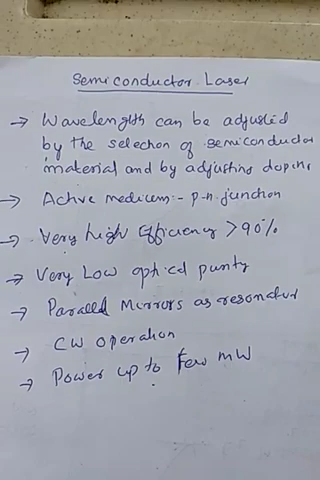 Semiconductor Laser
→ Wavelength can be adjusted
by the selection of semiconductor
material and by adjusting doping
→ Active medium:- p-n-junction
→ Very high Efficiency >90%
→ Very Low optical purity
→ Parallel Mirrors as resonator
→ CW operation
→ Power up to Few mW